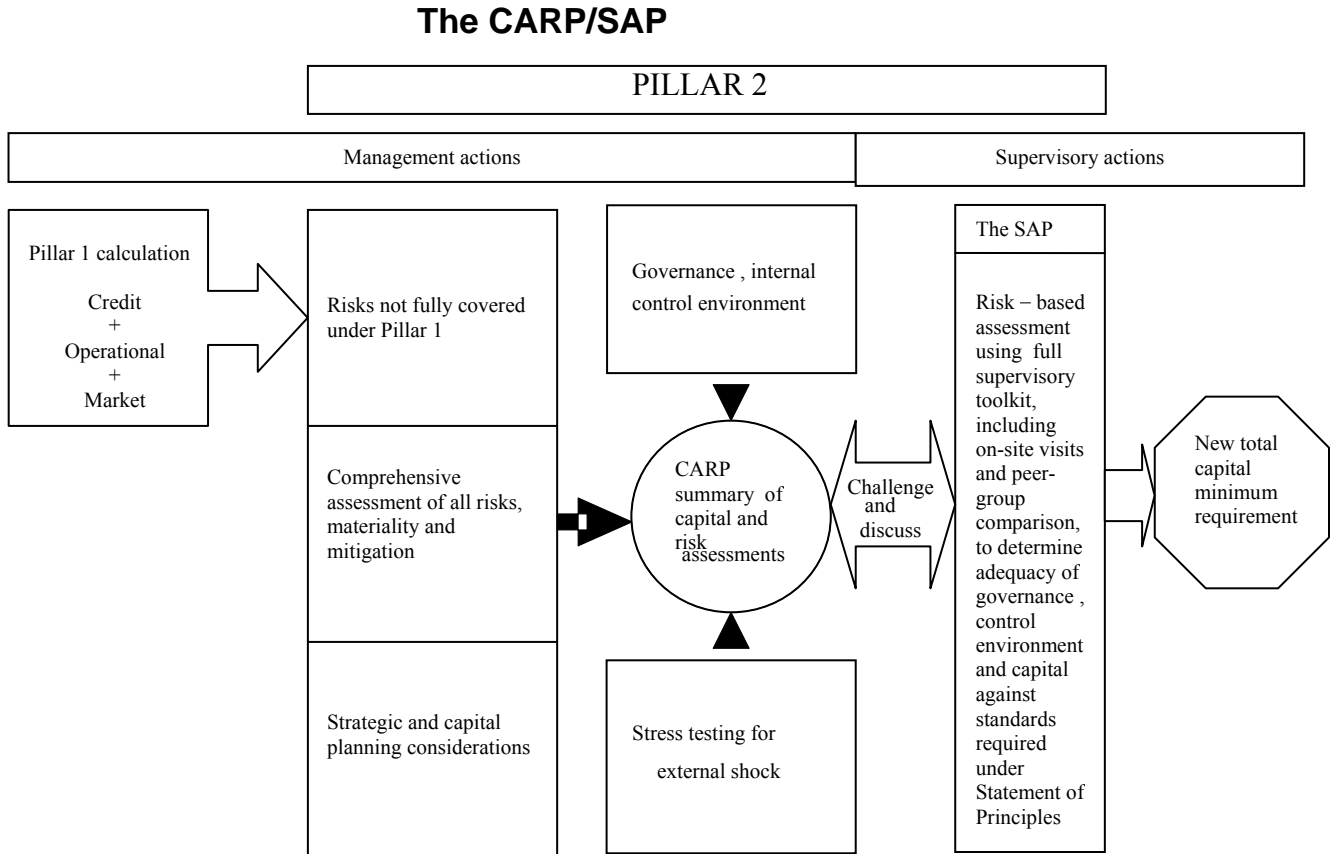 The CARP/SAP
PILLAR 2
Management actions
Supervisory actions
Pillar 1 calculation
Credit
+
Operational
+
Market
Risks not fully covered
under Pillar 1
Comprehensive
assessment of all risks,
materiality and
mitigation
Strategic and capital
planning considerations
Governance , internal
control environment
CARP
summary of
capital and
risk
assessments
Stress testing for
external shock
Challenge
and
discuss
The SAP
Risk – based
assessment
using full
supervisory
toolkit,
including
on-site visits
and peer-
group
comparison,
to determine
adequacy of
governance ,
control
environment
and capital
against
standards
required
under
Statement of
Principles
New total
capital
minimum
requirement